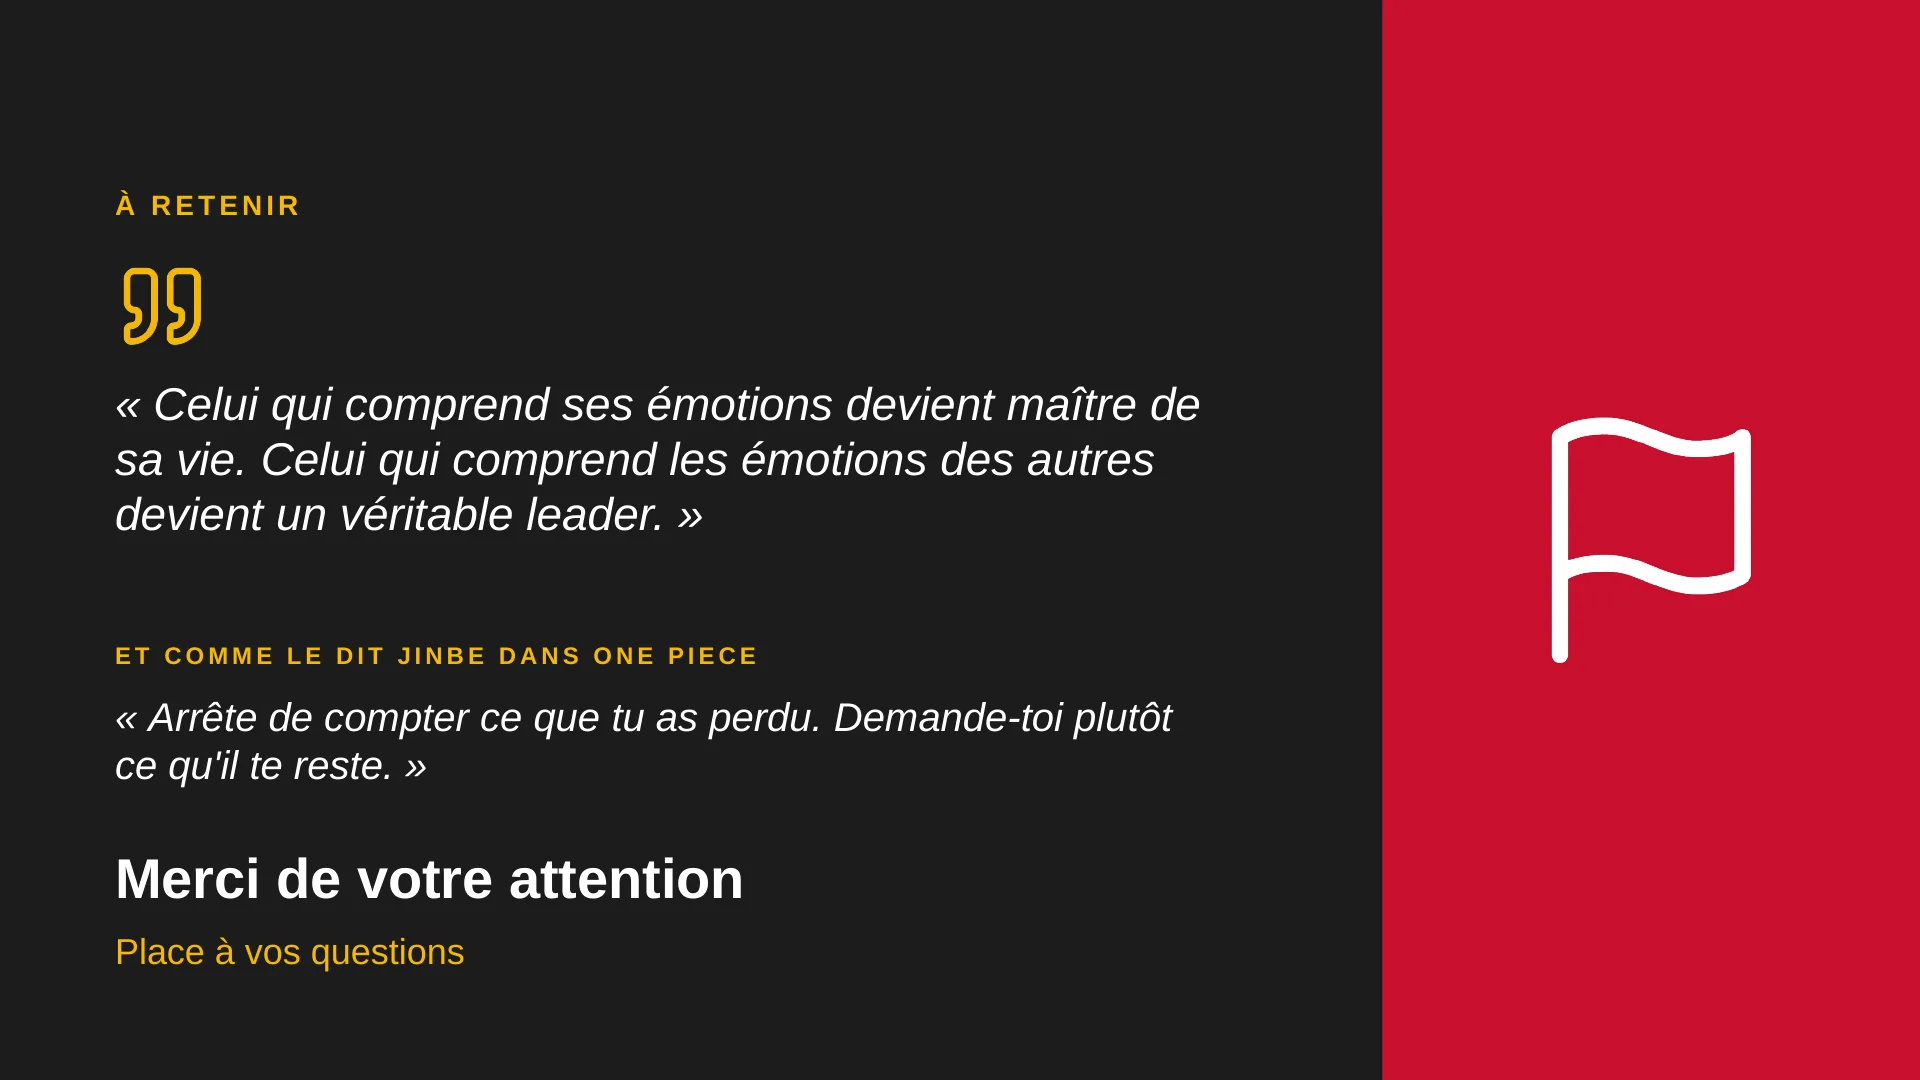 À RETENIR
« Celui qui comprend ses émotions devient maître de
sa vie. Celui qui comprend les émotions des autres
devient un véritable leader. »
ET COMME LE DIT JINBE DANS ONE PIECE
« Arrête de compter ce que tu as perdu. Demande-toi plutôt
ce qu'il te reste. »
Merci de votre attention
Place à vos questions